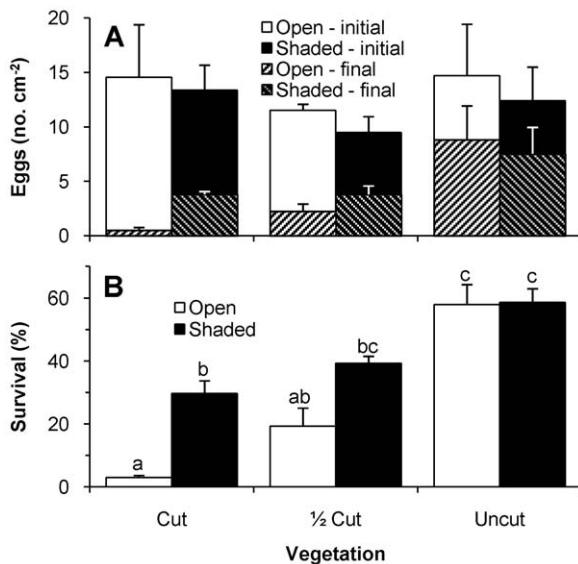 A
Open - initial
Shaded - initial
Open - final
Shaded - final
Eggs (no. cm-2)
20
15
10
5
0
B
Open
Shaded
Survival (%)
60
40
20
0
a
b
ab
bc
c
c
Cut
½ Cut
Uncut
Vegetation